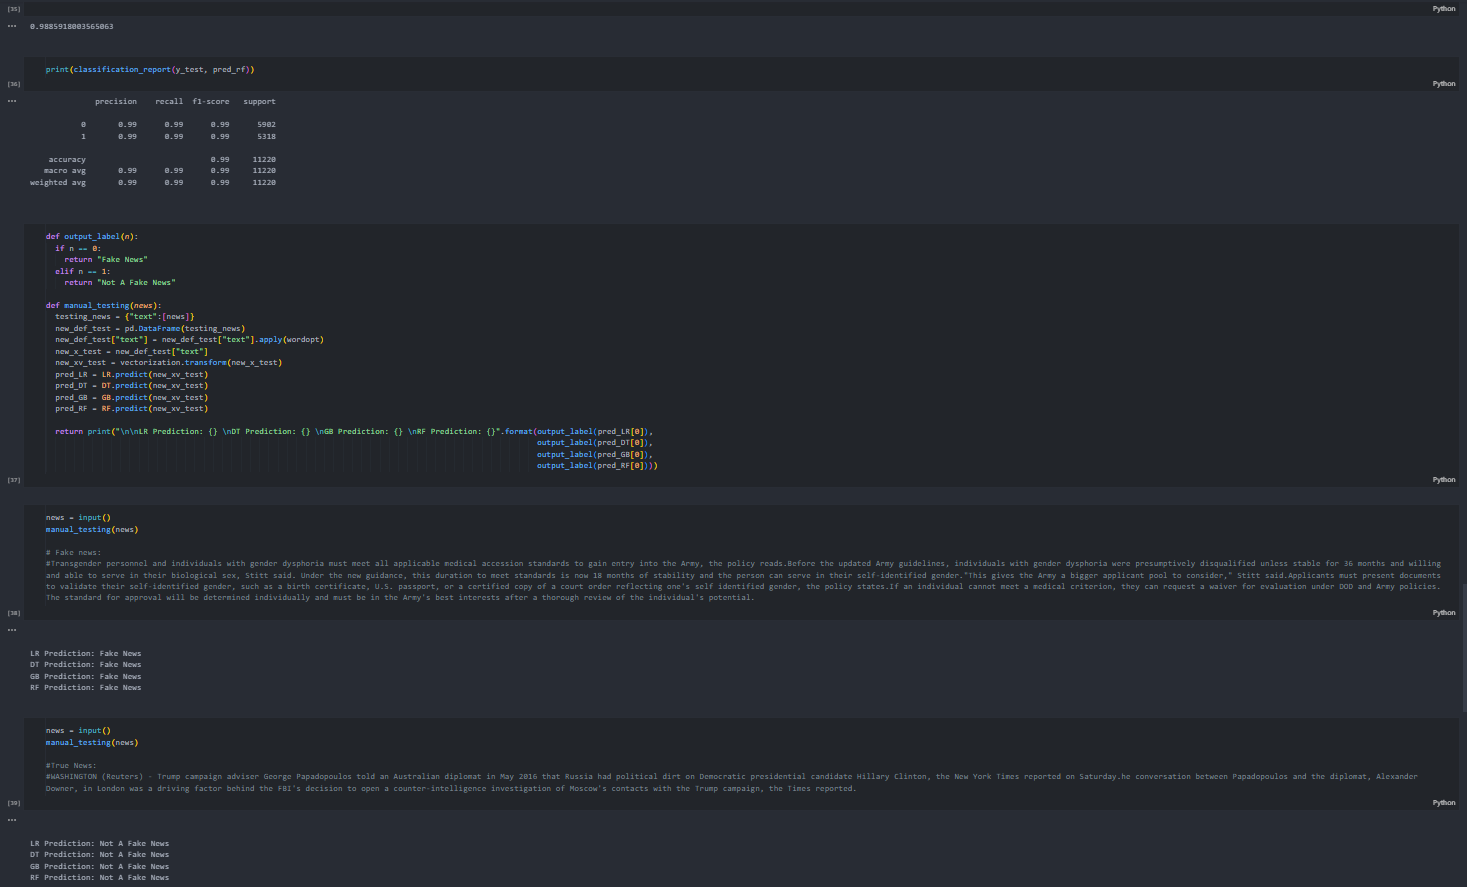 [35]
Python
0.9885918003565063
print(classification_report(y_test, pred_rf))
[36]
Python
precision recall f1-score support
0 0.99 0.99 0.99 5902
1 0.99 0.99 0.99 5318
accuracy 0.99 11220
macro avg 0.99 0.99 0.99 11220
weighted avg 0.99 0.99 0.99 11220
def output_label(n):
if n == 0:
return "Fake News"
elif n == 1:
return "Not A Fake News"
def manual_testing(news):
testing_news = {"text":[news]}
new_def_test = pd.DataFrame(testing_news)
new_def_test["text"] = new_def_test["text"].apply(wordopt)
new_x_test = new_def_test["text"]
new_xv_test = vectorization.transform(new_x_test)
pred_LR = LR.predict(new_xv_test)
pred_DT = DT.predict(new_xv_test)
pred_GB = GB.predict(new_xv_test)
pred_RF = RF.predict(new_xv_test)
return print("\n\nLR Prediction: {} \nDT Prediction: {} \nGB Prediction: {} \nRF Prediction: {}".format(output_label(pred_LR[0]),
output_label(pred_DT[0]),
output_label(pred_GB[0]),
output_label(pred_RF[0])))
[37]
Python
news = input()
manual_testing(news)
# Fake news:
#Transgender personnel and individuals with gender dysphoria must meet all applicable medical accession standards to gain entry into the Army, the policy reads.Before the updated Army guidelines, individuals with gender dysphoria were presumptively disqualified unless stable for 36 months and willing
and able to serve in their biological sex, Stitt said. Under the new guidance, this duration to meet standards is now 18 months of stability and the person can serve in their self-identified gender."This gives the Army a bigger applicant pool to consider," Stitt said.Applicants must present documents
to validate their self-identified gender, such as a birth certificate, U.S. passport, or a certified copy of a court order reflecting one's self identified gender, the policy states.If an individual cannot meet a medical criterion, they can request a waiver for evaluation under DOD and Army policies.
The standard for approval will be determined individually and must be in the Army's best interests after a thorough review of the individual's potential.
[38]
Python
LR Prediction: Fake News
DT Prediction: Fake News
GB Prediction: Fake News
RF Prediction: Fake News
news = input()
manual_testing(news)
#True News:
#WASHINGTON (Reuters) - Trump campaign adviser George Papadopoulos told an Australian diplomat in May 2016 that Russia had political dirt on Democratic presidential candidate Hillary Clinton, the New York Times reported on Saturday.he conversation between Papadopoulos and the diplomat, Alexander
Downer, in London was a driving factor behind the FBI's decision to open a counter-intelligence investigation of Moscow's contacts with the Trump campaign, the Times reported.
[39]
Python
LR Prediction: Not A Fake News
DT Prediction: Not A Fake News
GB Prediction: Not A Fake News
RF Prediction: Not A Fake News